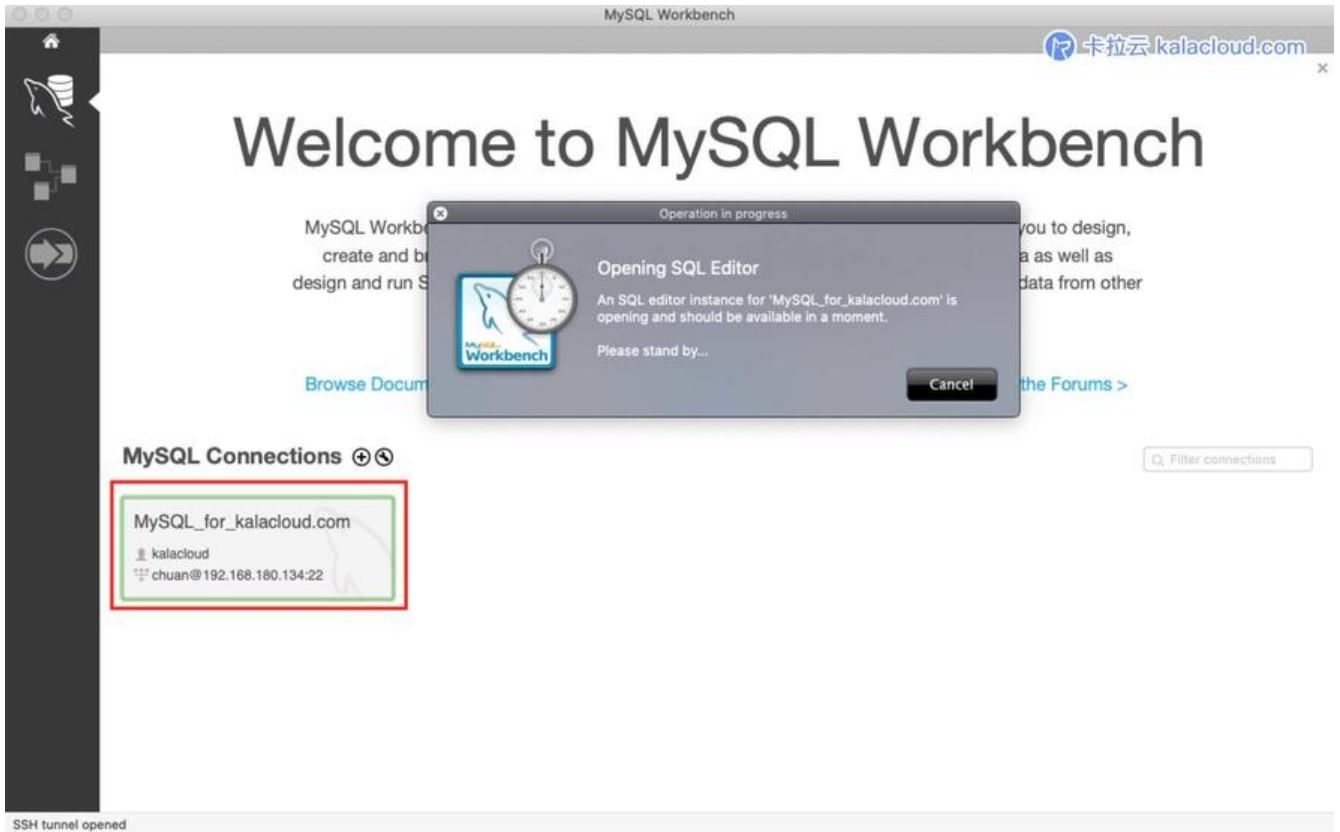 MySQL Workbench
卡拉云 kalacloud.com
Welcome to MySQL Workbench
MySQL Workb
you to design,
create and b
a as well as
design and run S
data from other
Operation in progress
Opening SQL Editor
An SQL editor instance for 'MySQL_for_kalacloud.com' is
opening and should be available in a moment.
Please stand by...
MySQL
Workbench
Cancel
Browse Docum
the Forums >
MySQL Connections
Filter connections
MySQL_for_kalacloud.com
kalacloud
chuan@192.168.180.134:22
SSH tunnel opened